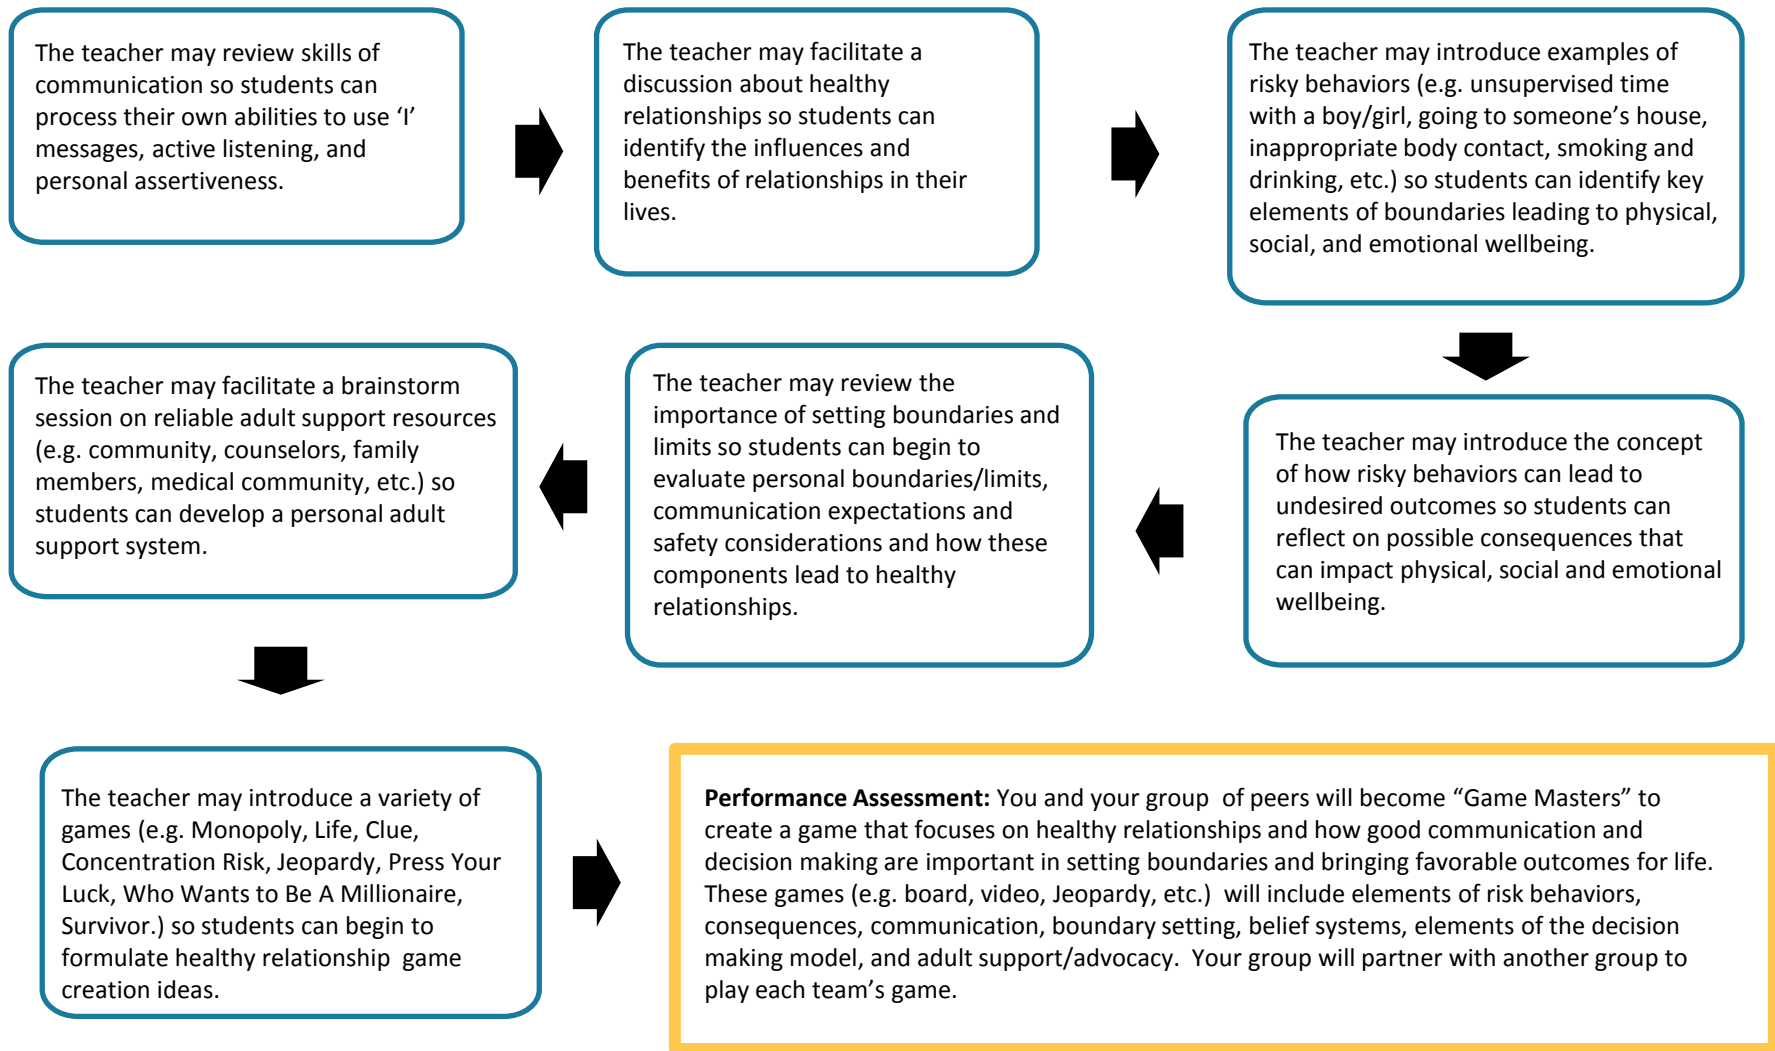 The teacher may review skills of
communication so students can
process their own abilities to use ‘I’
messages, active listening, and
personal assertiveness.
The teacher may facilitate a
discussion about healthy
relationships so students can
identify the influences and
benefits of relationships in their
lives.
The teacher may introduce examples of
risky behaviors (e.g. unsupervised time
with a boy/girl, going to someone’s house,
inappropriate body contact, smoking and
drinking, etc.) so students can identify key
elements of boundaries leading to physical,
social, and emotional wellbeing.
The teacher may introduce the concept
of how risky behaviors can lead to
undesired outcomes so students can
reflect on possible consequences that
can impact physical, social and emotional
wellbeing.
The teacher may review the
importance of setting boundaries and
limits so students can begin to
evaluate personal boundaries/limits,
communication expectations and
safety considerations and how these
components lead to healthy
relationships.
The teacher may facilitate a brainstorm
session on reliable adult support resources
(e.g. community, counselors, family
members, medical community, etc.) so
students can develop a personal adult
support system.
The teacher may introduce a variety of
games (e.g. Monopoly, Life, Clue,
Concentration Risk, Jeopardy, Press Your
Luck, Who Wants to Be A Millionaire,
Survivor.) so students can begin to
formulate healthy relationship game
creation ideas.
Performance Assessment: You and your group of peers will become “Game Masters” to
create a game that focuses on healthy relationships and how good communication and
decision making are important in setting boundaries and bringing favorable outcomes for life.
These games (e.g. board, video, Jeopardy, etc.) will include elements of risk behaviors,
consequences, communication, boundary setting, belief systems, elements of the decision
making model, and adult support/advocacy. Your group will partner with another group to
play each team’s game.